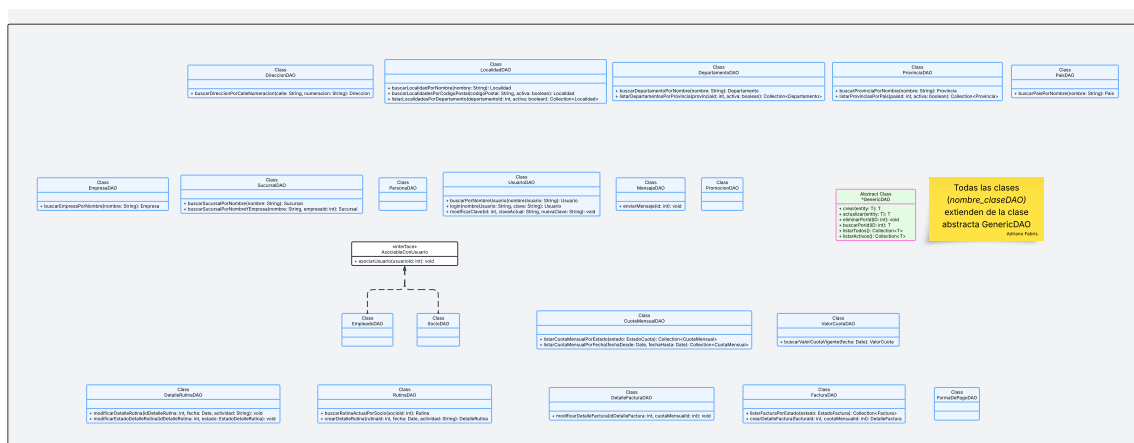 Class
DireccionDAO
+ buscarDireccionPorCalleNumeracion(calle: String, numeracion: String): Direccion
Class
LocalidadDAO
+ buscarLocalidadPorNombre(nombre: String): Localidad
+ buscarLocalidadesPorCodigoPostal(codigoPostal: String, activa: boolean): Localidad
+ listarLocalidadesPorDepartamento(departamentoId: int, activa: boolean): Collection<Localidad>
Class
DepartamentoDAO
+ buscarDepartamentoPorNombre(nombre: String): Departamento
+ listarDepartamentosPorProvincia(provinciaId: int, activa: boolean): Collection<Departamento>
Class
ProvinciaDAO
+ buscarProvinciaPorNombre(nombre: String): Provincia
+ listarProvinciaPorPais(paisId: int, activa: boolean): Collection<Provincia>
Class
PaisDAO
+ buscarPaisPorNombre(nombre: String): Pais
Class
EmpresaDAO
+ buscarEmpresaPorNombre(nombre: String): Empresa
Class
SucursalDAO
+ buscarSucursalPorNombre(nombre: String): Sucursal
+ buscarSucursalPorNombreYEmpresa(nombre: String, empresaId: int): Sucursal
Class
PersonaDAO
Class
UsuarioDAO
+ buscarPorNombreUsuario(nombreUsuario: String): Usuario
+ login(nombreUsuario: String, clave: String): Usuario
+ modificarClave(id: int, claveActual: String, nuevaClave: String): void
Class
MensajeDAO
+ enviarMensaje(id: int): void
Class
PromocionDAO
Abstract Class
*GenericDAO
+ crear(entity: T): T
+ actualizar(entity: T): T
+ eliminarPorId(ID: int): void
+ buscarPorId(ID: int): T
+ listarTodos(): Collection<T>
+ listarActivos(): Collection<T>
Todas las clases
(nombre_claseDAO)
extienden de la clase
abstracta GenericDAO
Adriano Fabris
<<interface>>
AsociableConUsuario
+ asociarUsuario(usuarioId: int): void
Class
EmpleadoDAO
Class
SocioDAO
Class
CuotaMensualDAO
+ listarCuotaMensualPorEstado(estado: EstadoCuota): Collection<CuotaMensual>
+ listarCuotaMensualPorFecha(fechaDesde: Date, fechaHasta: Date): Collection<CuotaMensual>
Class
ValorCuotaDAO
+ buscarValorCuotaVigente(fecha: Date): ValorCuota
Class
DetalleRutinaDAO
+ modificarDetalleRutina(idDetalleRutina: int, fecha: Date, actividad: String): void
+ modificarEstadoDetalleRutina(idDetalleRutina: int, estado: EstadoDetalleRutina): void
Class
RutinaDAO
+ buscarRutinaActualPorSocio(socioId: int): Rutina
+ crearDetalleRutina(rutinaId: int, fecha: Date, actividad: String): DetalleRutina
Class
DetalleFacturaDAO
+ modificarDetalleFactura(idDetalleFactura: int, cuotaMensualId: int): void
Class
FacturaDAO
+ listarFacturaPorEstado(estado: EstadoFactura): Collection<Factura>
+ crearDetalleFactura(facturaId: int, cuotaMensualId: int): DetalleFactura
Class
FormaDePagoDAO